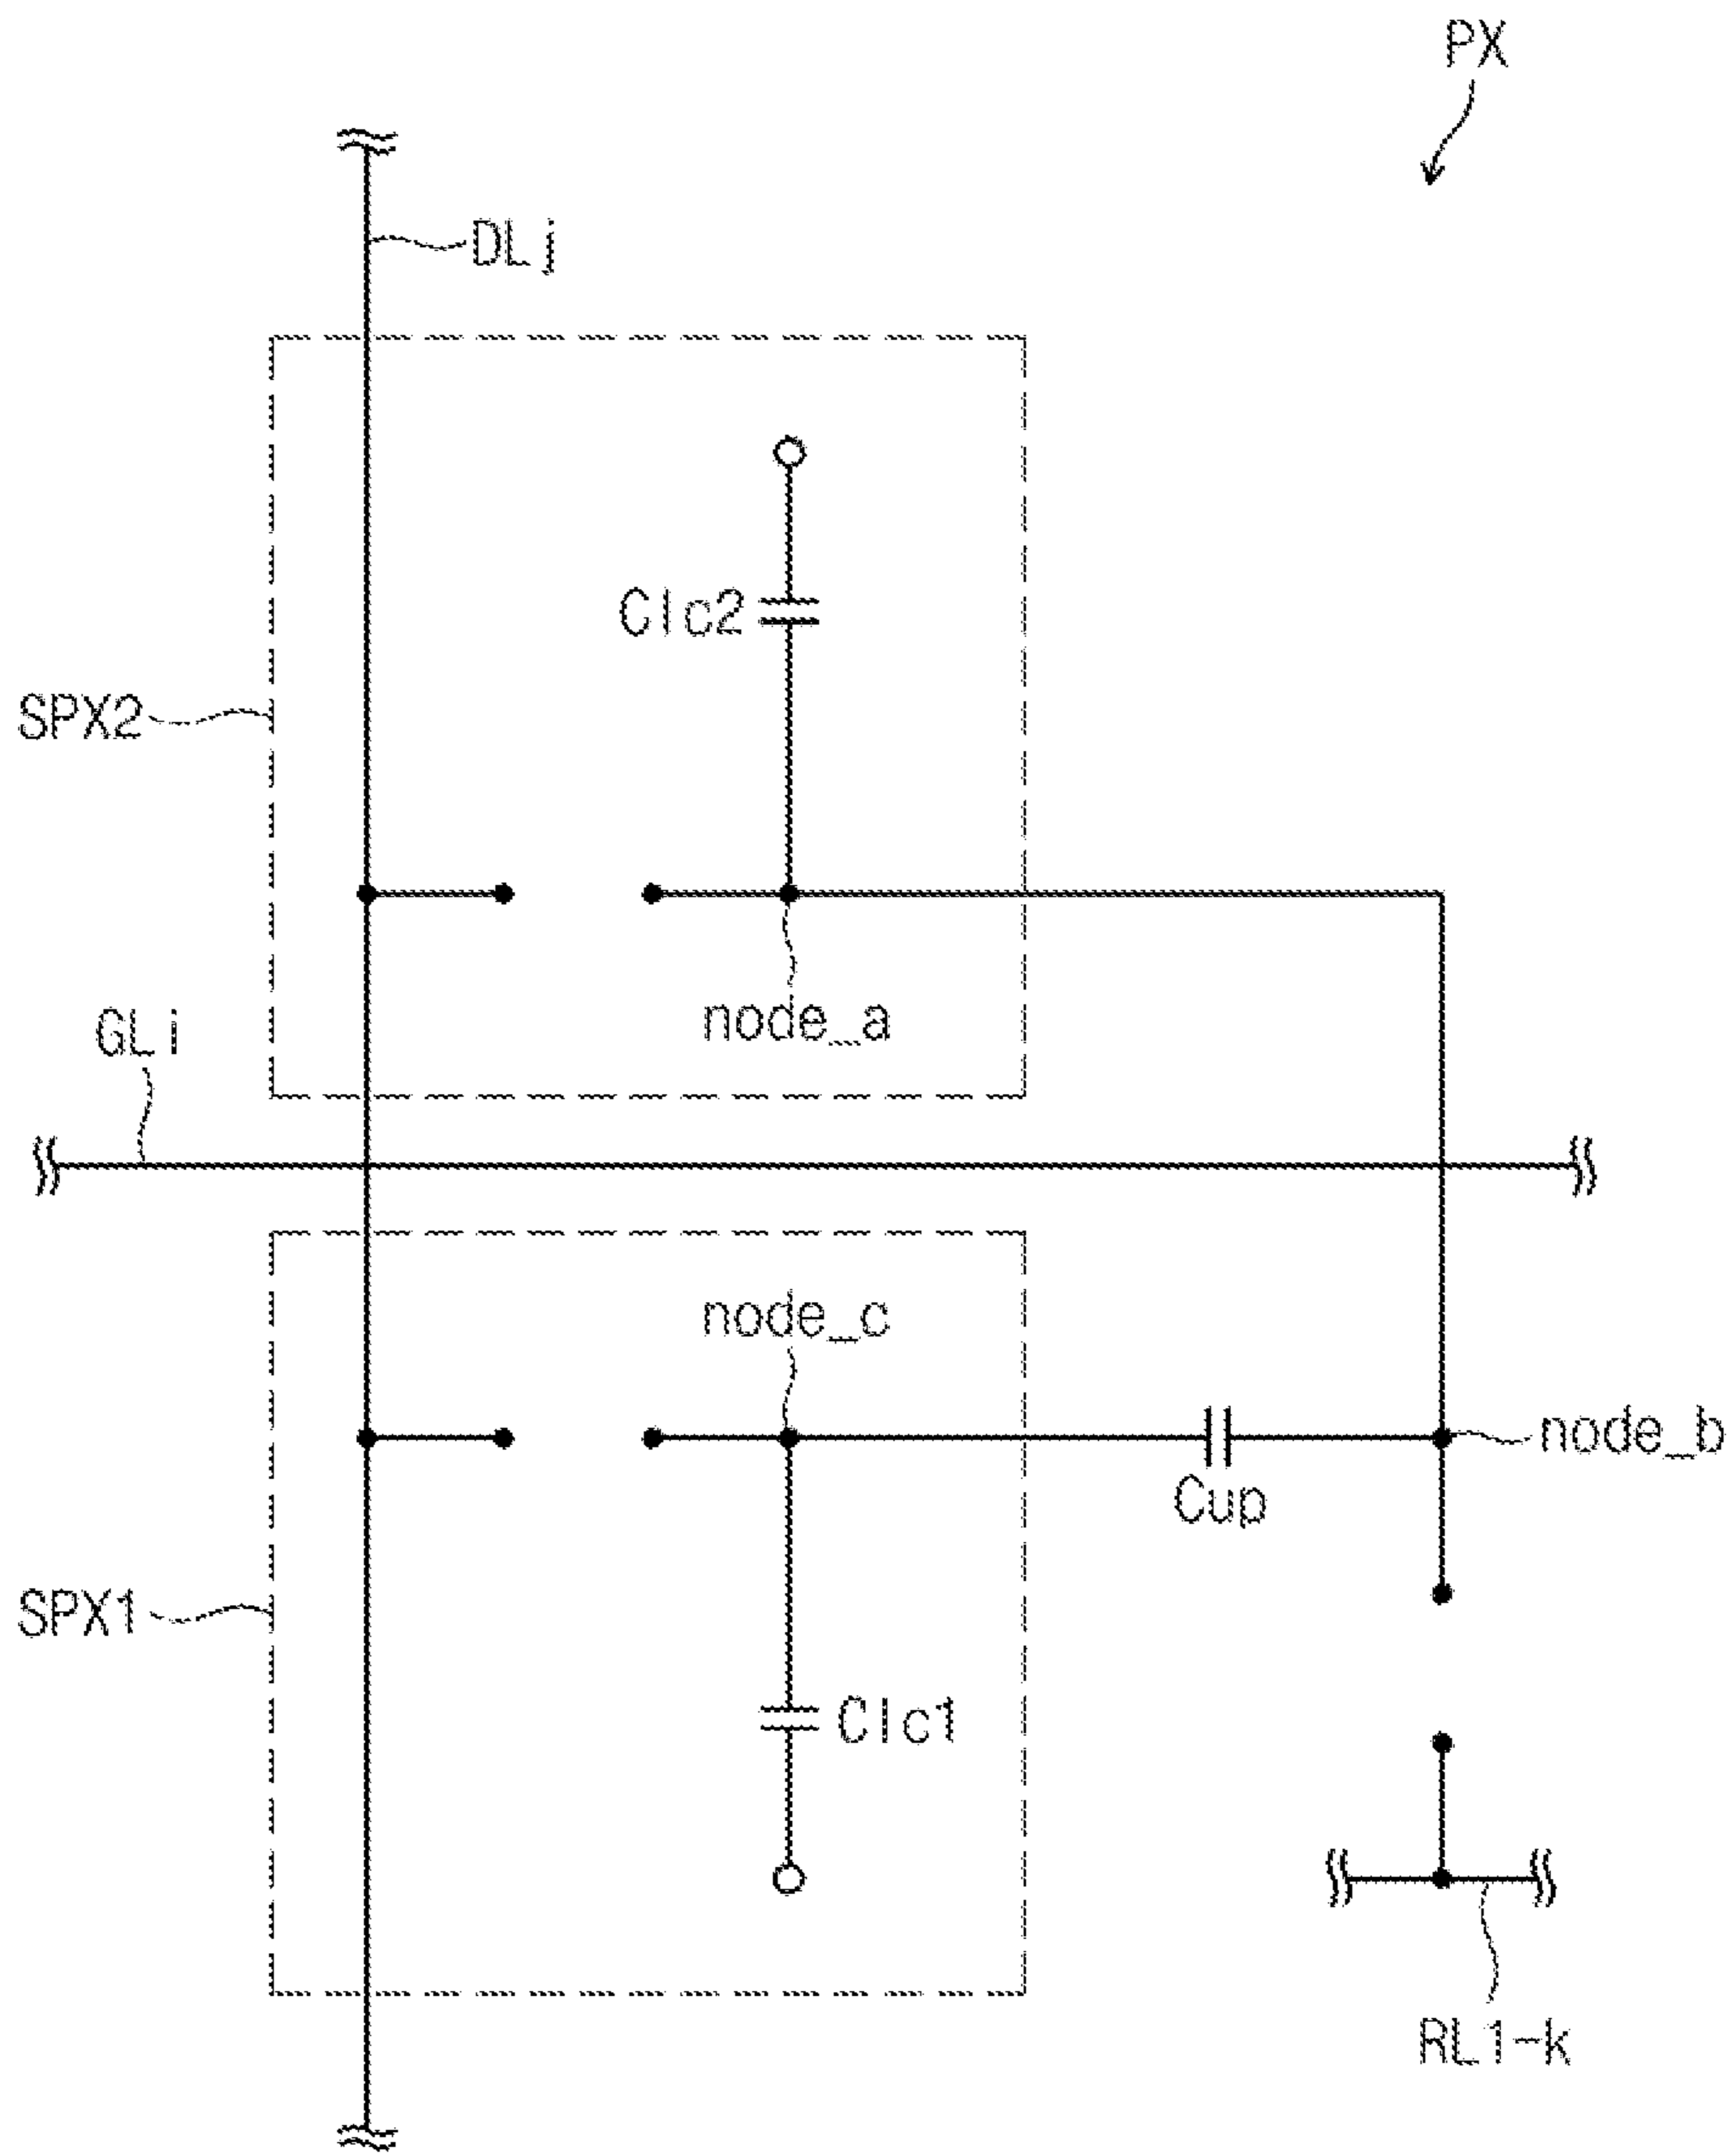 PX
DLj
Clc2
SPX2
node_a
GLi
node_c
node_b
Cup
SPX1
Clc1
RL1-k